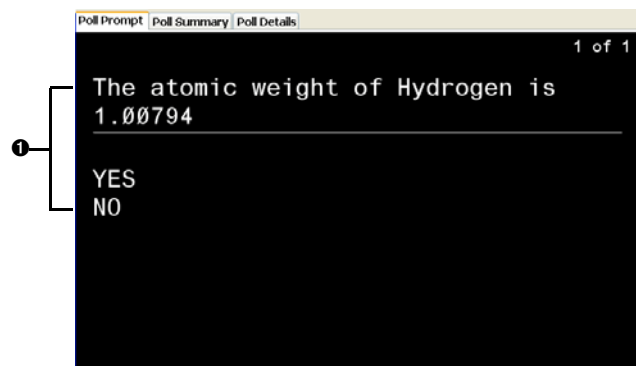 Poll Prompt Poll Summary Poll Details
1 of 1
The atomic weight of Hydrogen is
1.00794
❶
YES
NO